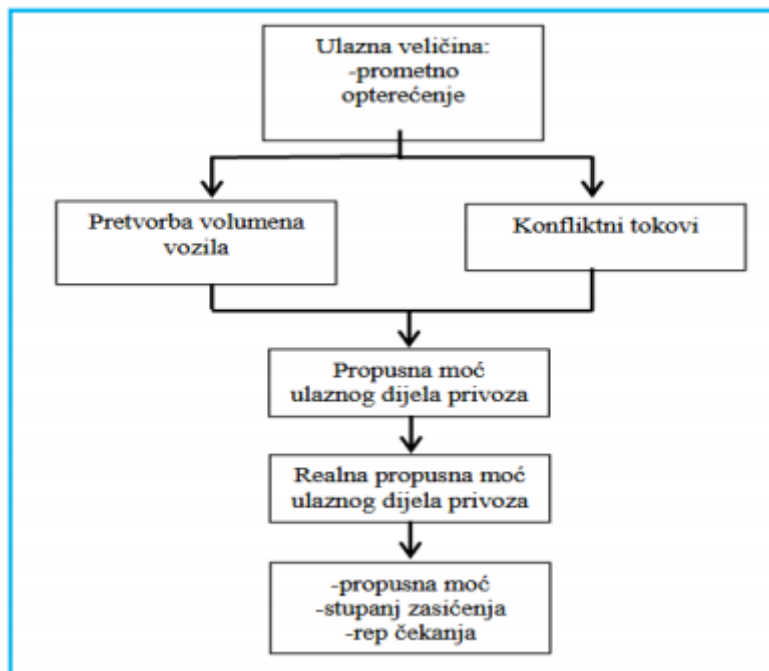 Ulazna veličina:
-prometno
opterećenje
Pretvorba volumena
vozila
Konfliktni tokovi
Propusna moć
ulaznog dijela privoza
Realna propusna moć
ulaznog dijela privoza
-propusna moć
-stupanj zasićenja
-rep čekanja